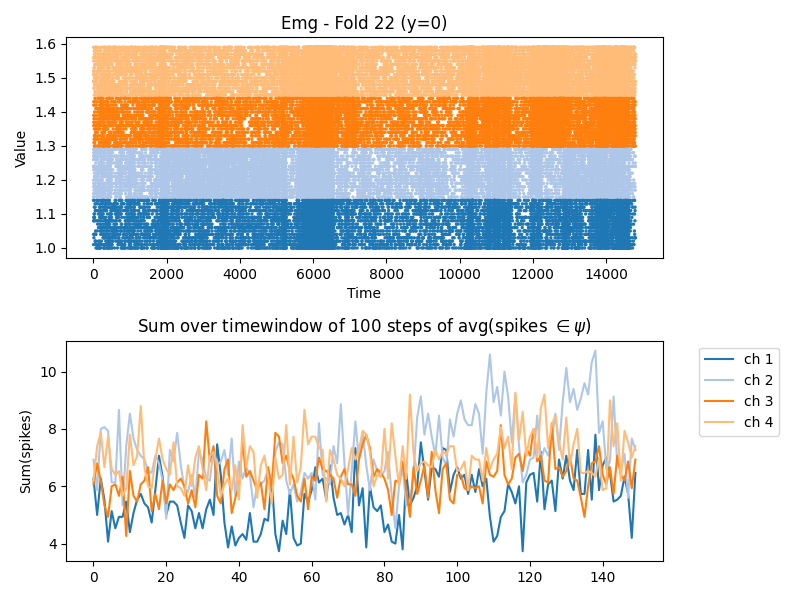 Emg - Fold 22 (y=0)
Value
1.6
1.5
1.4
1.3
1.2
1.1
1.0
0 2000 4000 6000 8000 10000 12000 14000
Time
Sum over timewindow of 100 steps of avg(spikes ∈ψ)
Sum(spikes)
10
8
6
4
0 20 40 60 80 100 120 140
ch 1
ch 2
ch 3
ch 4